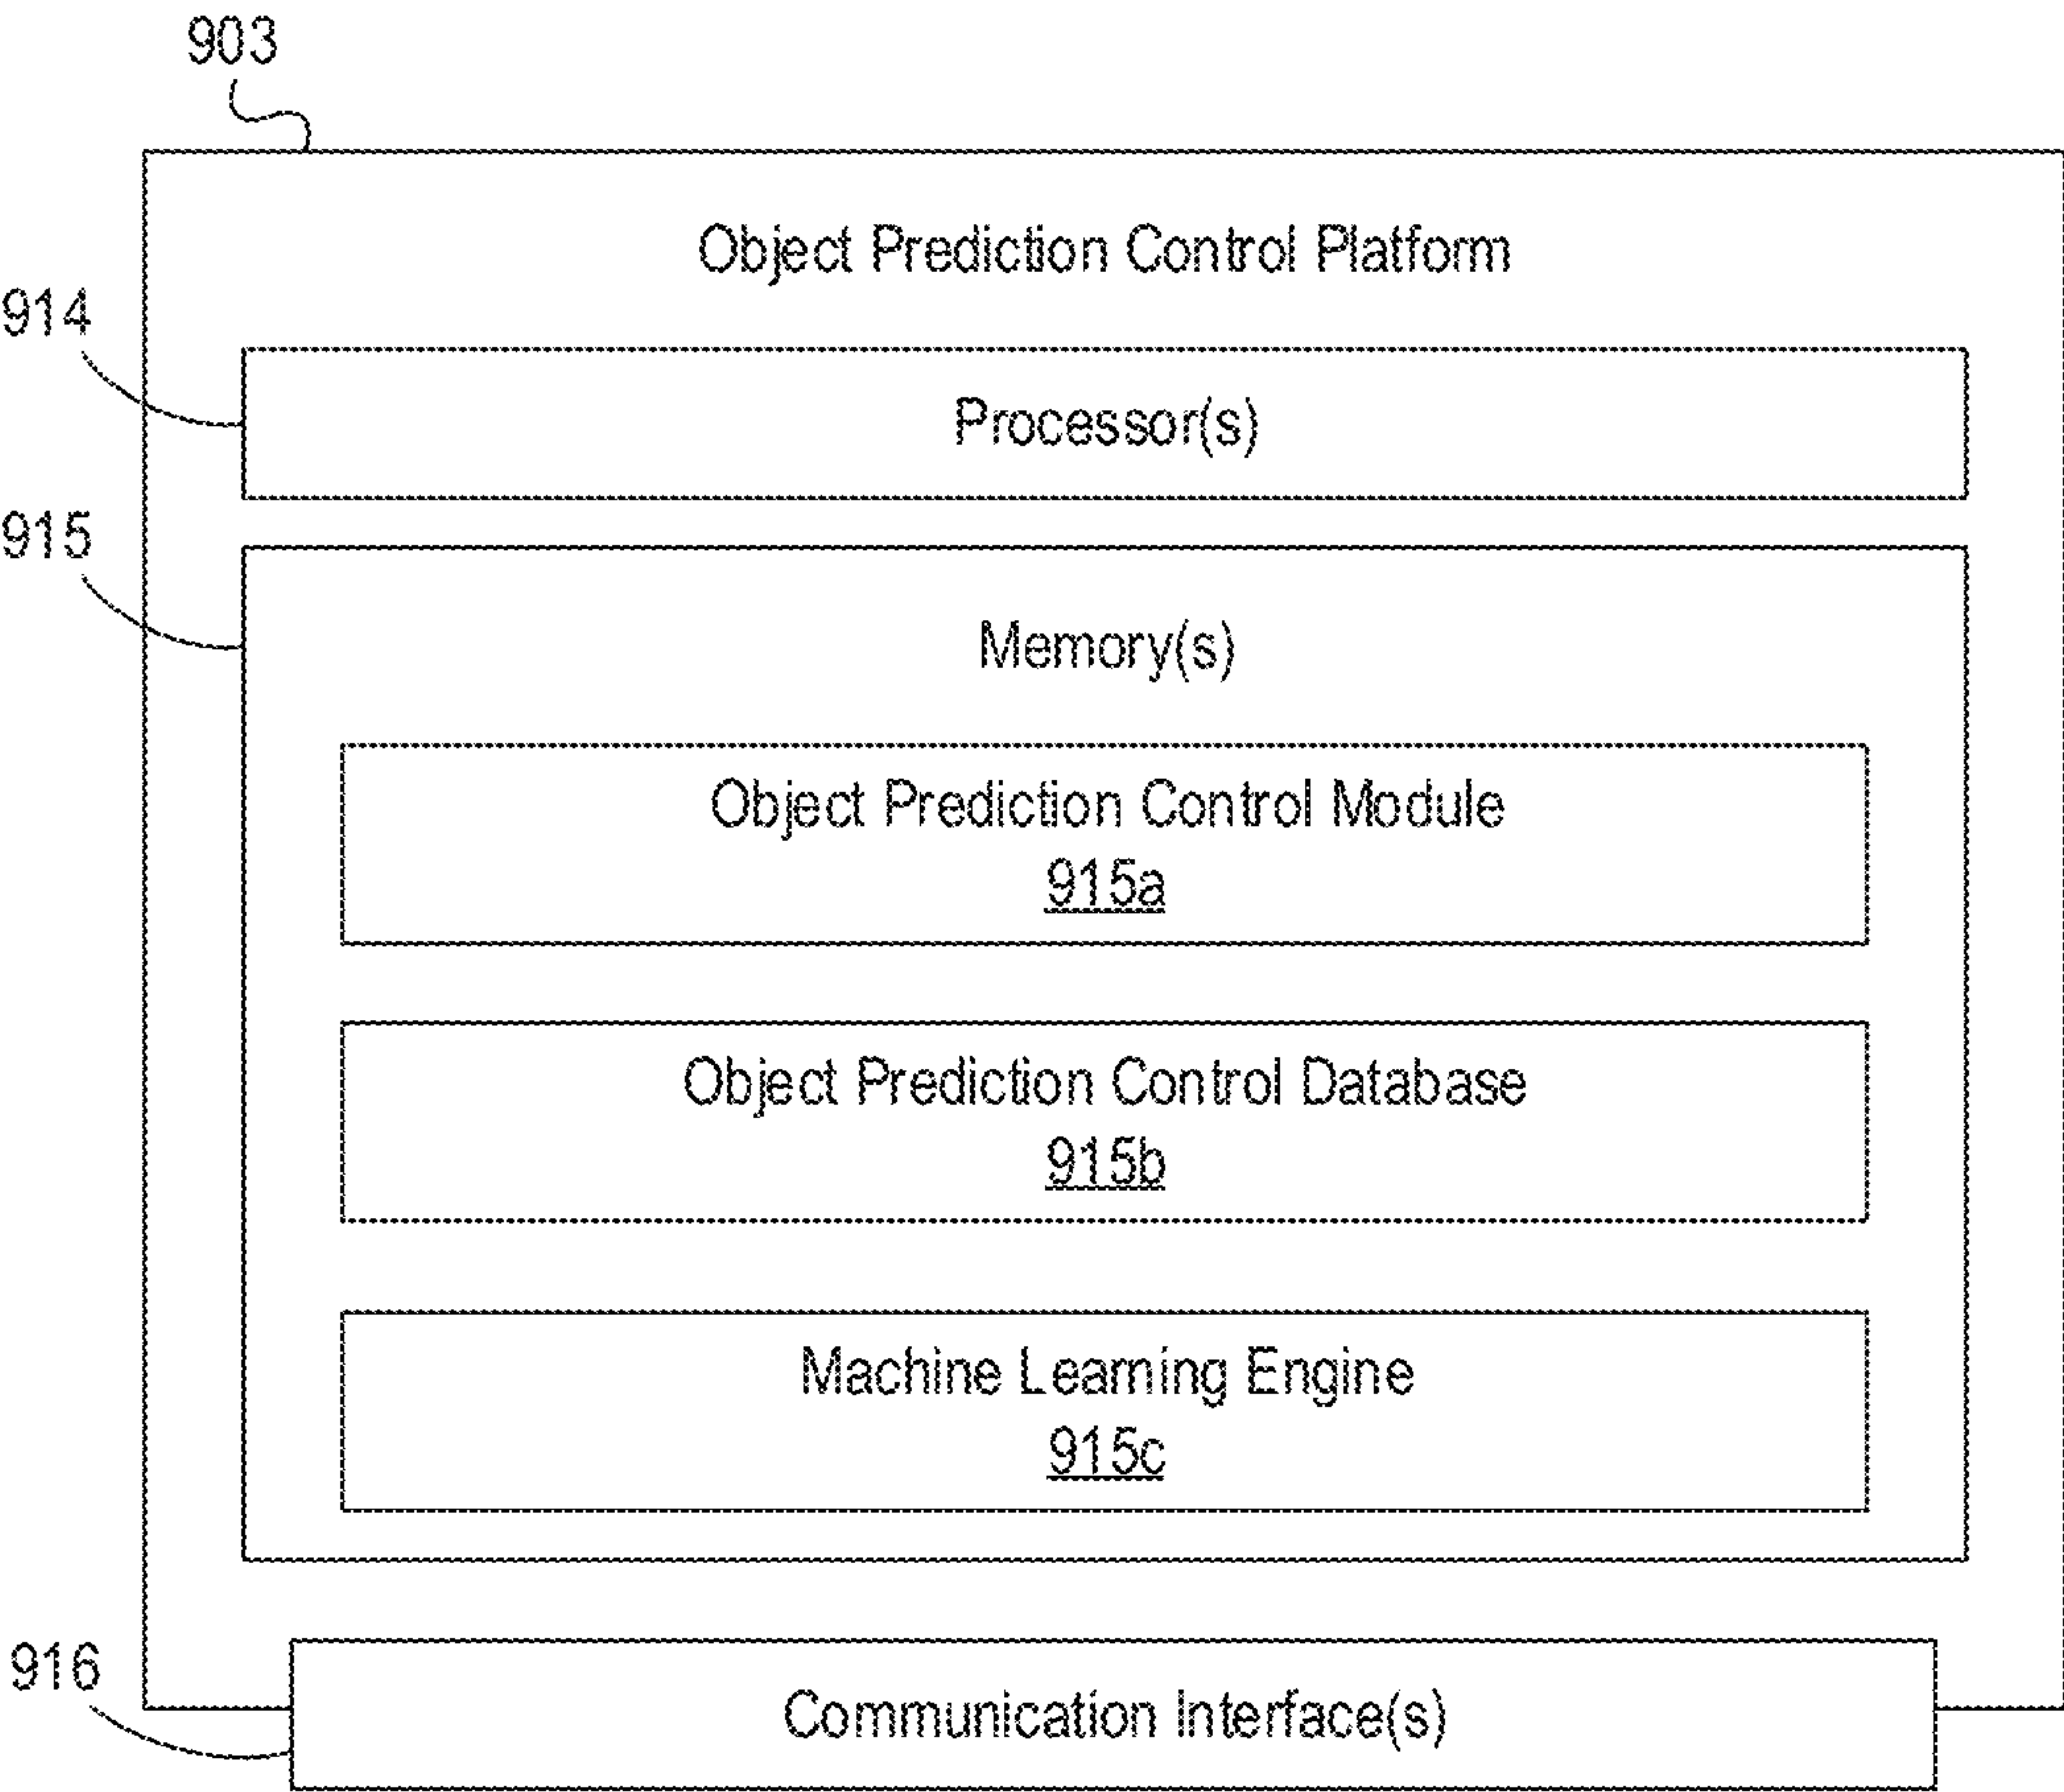 903
Object Prediction Control Platform
914
Processor(s)
915
Memory(s)
Object Prediction Control Module
915a
Object Prediction Control Database
915b
Machine Learning Engine
915c
916
Communication Interface(s)